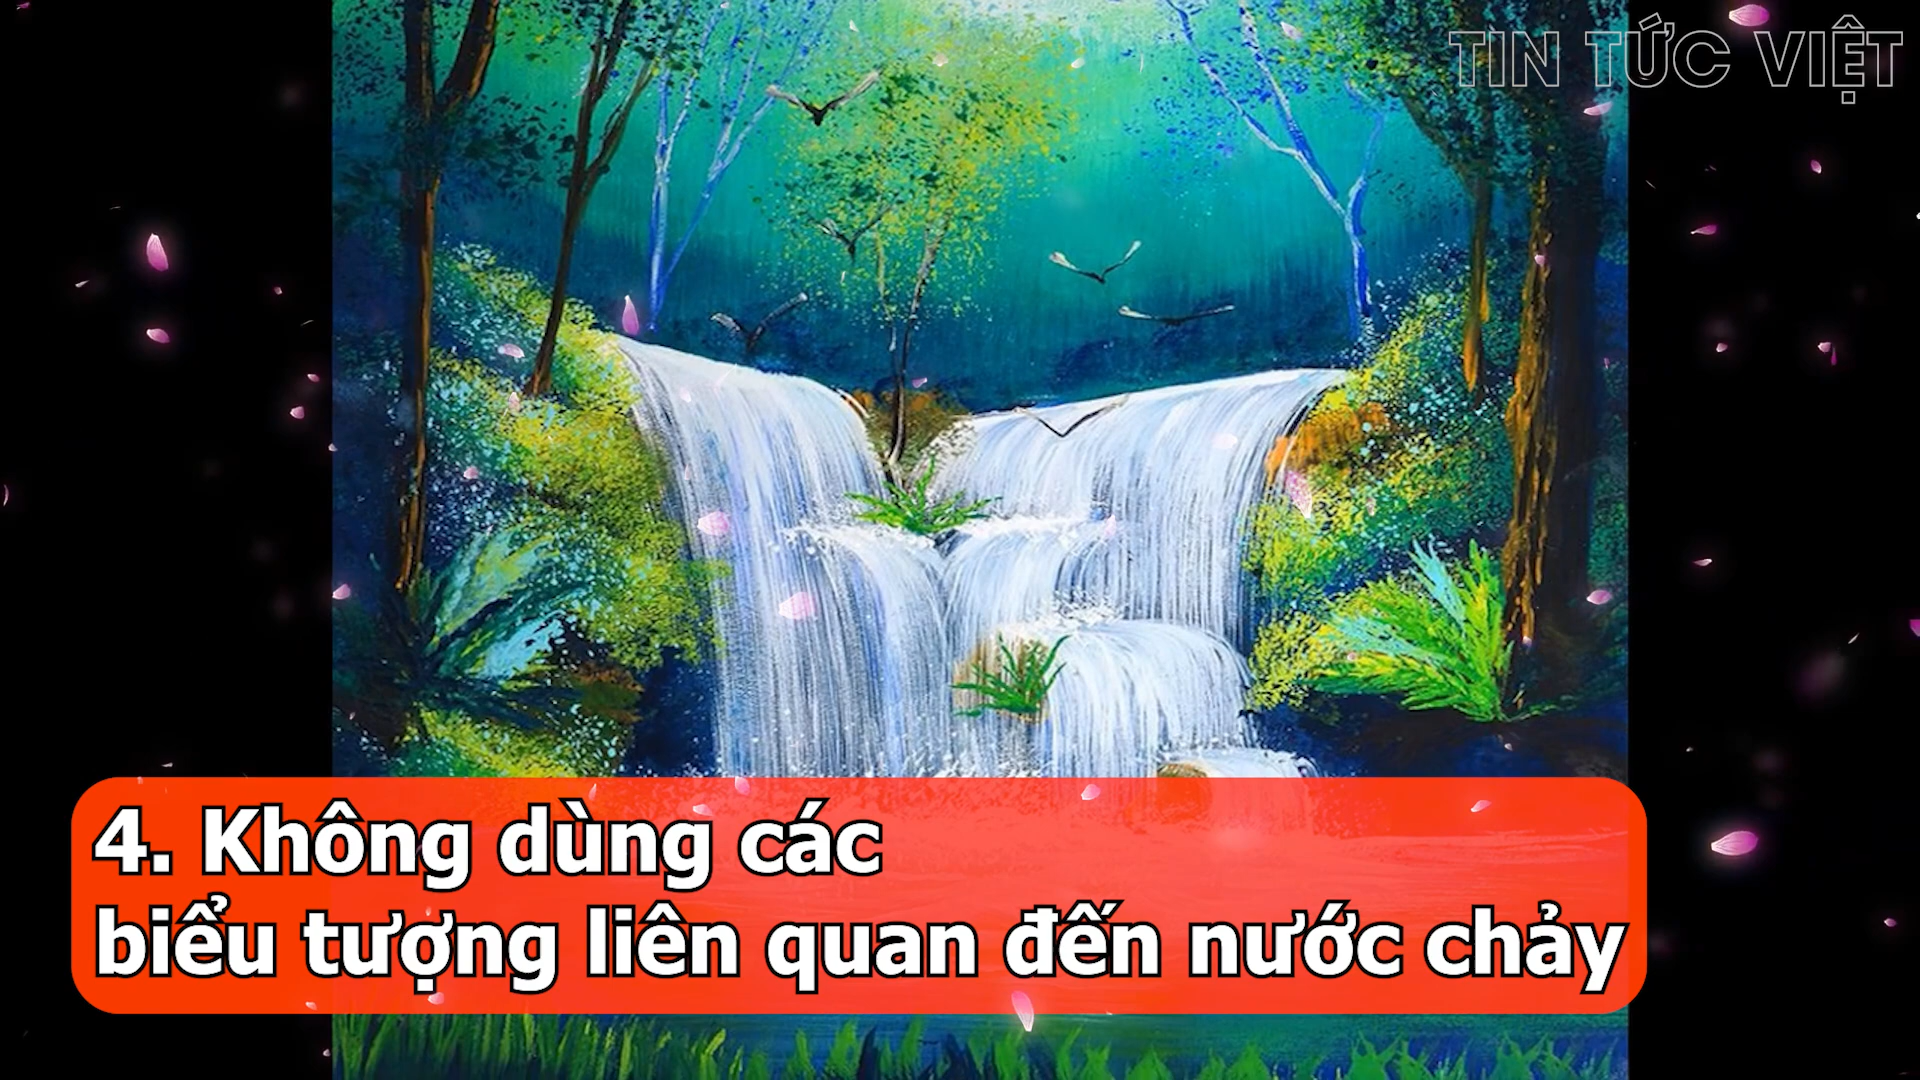 TIN TỨC VIỆT
4. Không dùng các
biểu tượng liên quan đến nước chảy